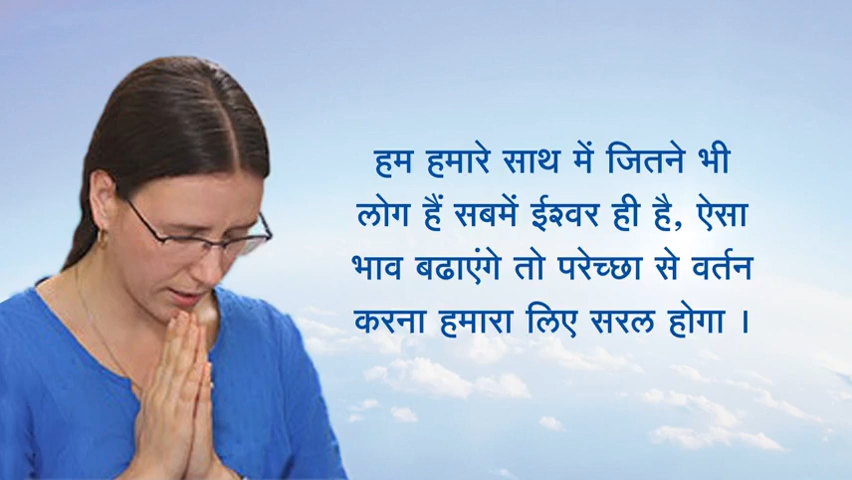 हम हमारे साथ में जितने भी
लोग हैं सबमें ईश्वर ही है, ऐसा
भाव बढाएंगे तो परेच्छा से वर्तन
करना हमारा लिए सरल होगा ।